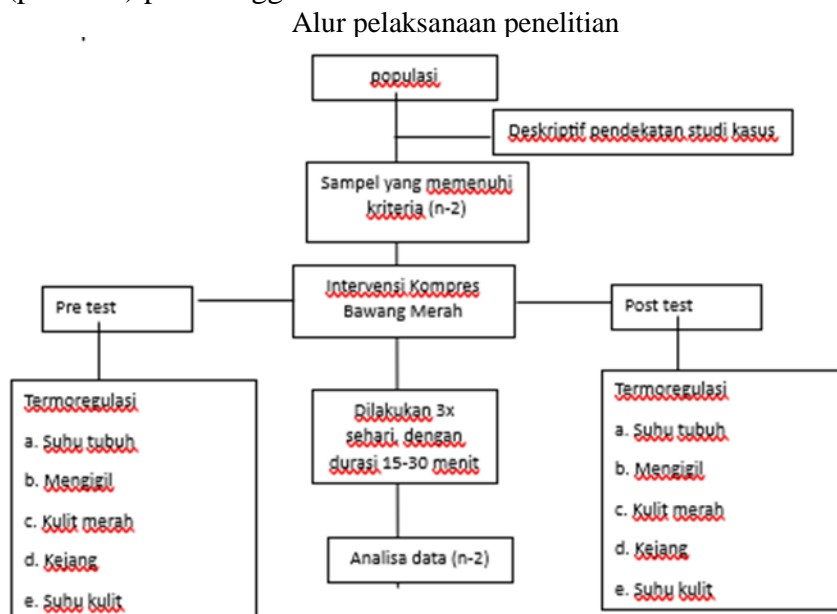 Alur pelaksanaan penelitian
populasi
Deskriptif pendekatan studi kasus
Sampel yang memenuhi
kriteria (n-2)
Intervensi Kompres
Bawang Merah
Pre test
Post test
Termoregulasi
a. Suhu tubuh
b. Mengigil
c. Kulit merah
d. Kejang
e. Suhu kulit
Dilakukan 3x
sehari, dengan
durasi 15-30 menit
Analisa data (n-2)
Termoregulasi
a. Suhu tubuh
b. Mengigil
c. Kulit merah
d. Kejang
e. Suhu kulit